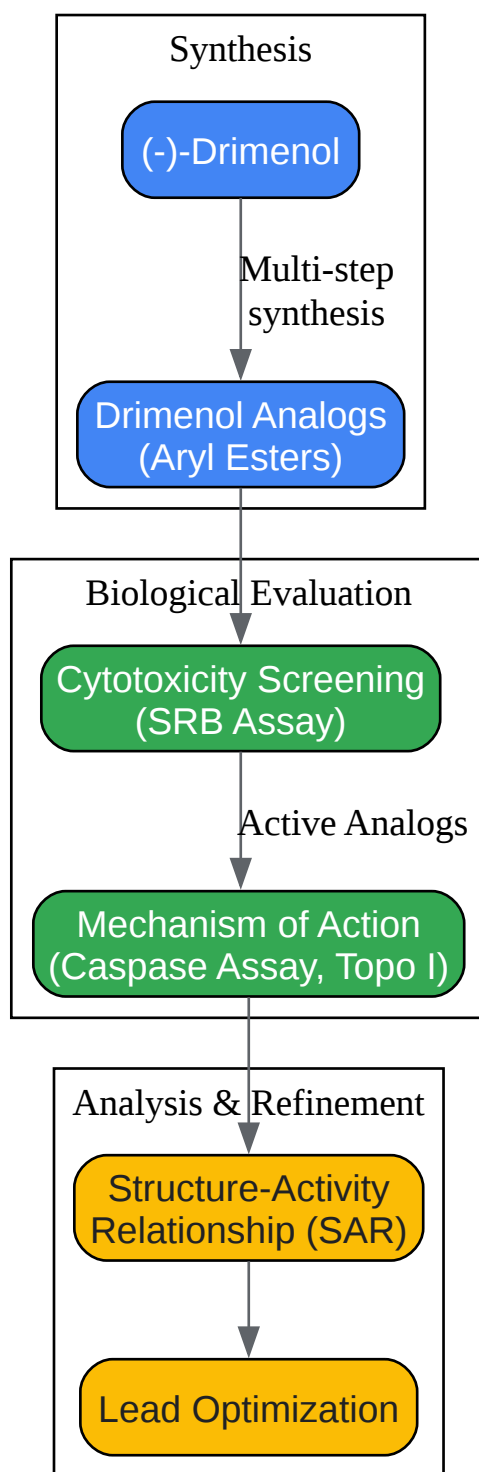 Synthesis
(-)-Drimenol
Multi-step
synthesis
Drimenol Analogs
(Aryl Esters)
Biological Evaluation
Cytotoxicity Screening
(SRB Assay)
Active Analogs
Mechanism of Action
(Caspase Assay, Topo I)
Analysis & Refinement
Structure-Activity
Relationship (SAR)
Lead Optimization